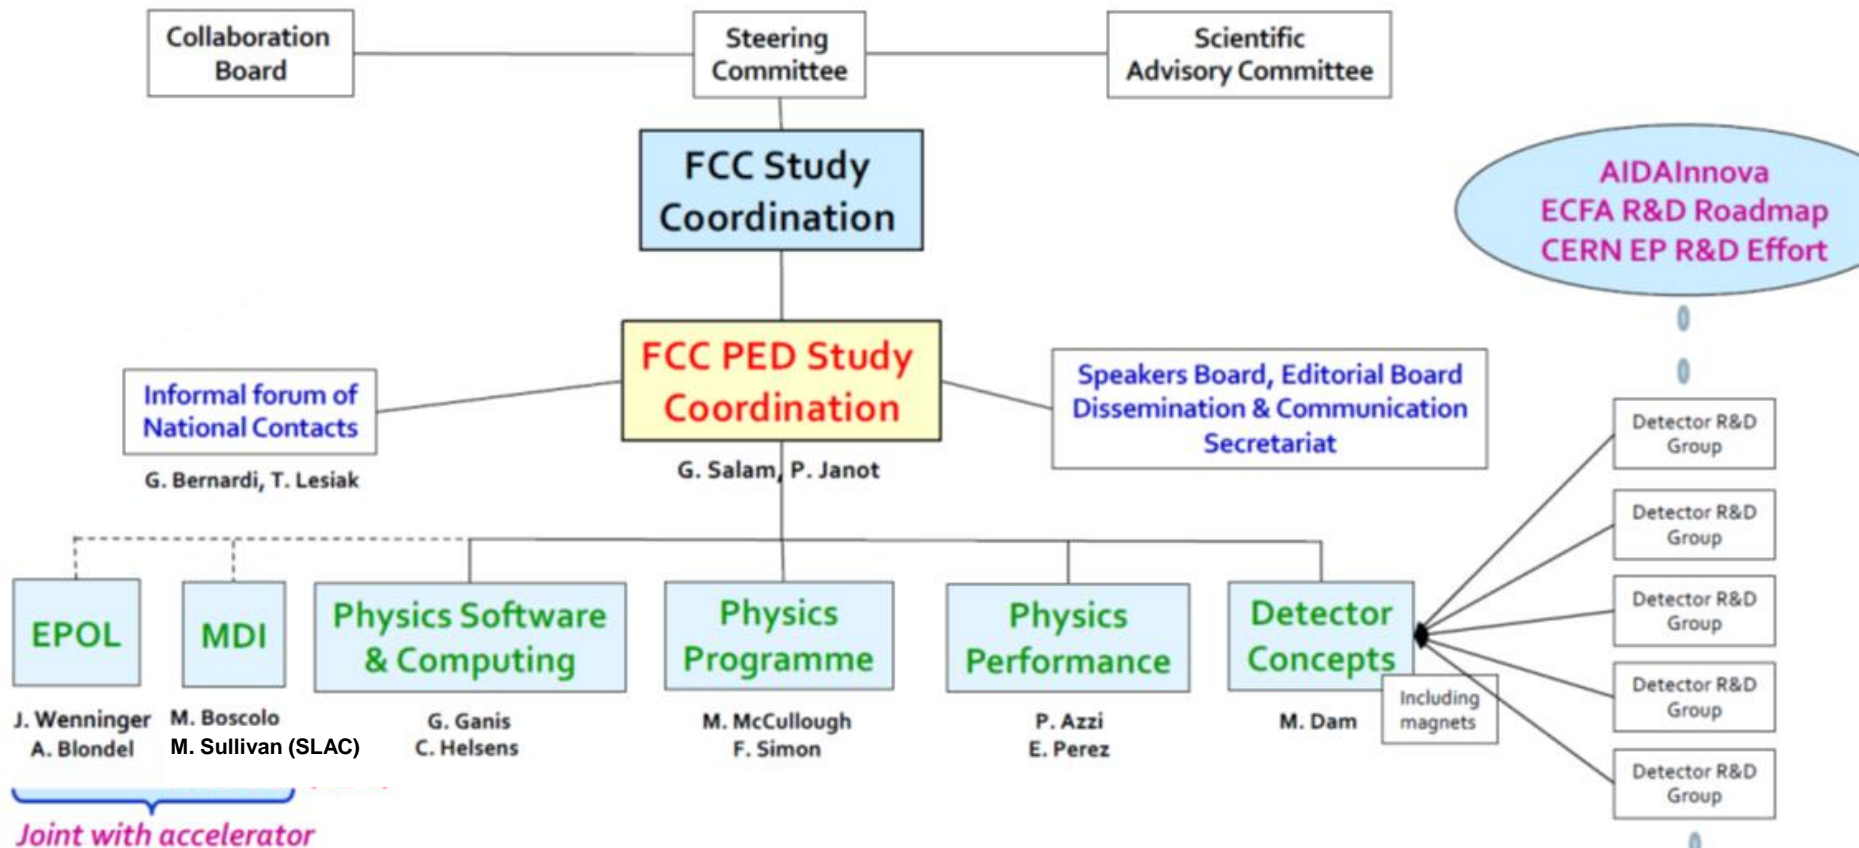 Collaboration
Board
Steering
Committee
Scientific
Advisory Committee
FCC Study
Coordination
AIDAInnova
ECFA R&D Roadmap
CERN EP R&D Effort
FCC PED Study
Coordination
G. Salam, P. Janot
Informal forum of
National Contacts
G. Bernardi, T. Lesiak
Speakers Board, Editorial Board
Dissemination & Communication
Secretariat
Detector R&D
Group
Detector R&D
Group
Detector R&D
Group
Detector R&D
Group
Detector R&D
Group
EPOL
J. Wenninger
A. Blondel
MDI
M. Boscolo
M. Sullivan (SLAC)
Physics Software
& Computing
G. Ganis
C. Helsens
Physics
Programme
M. McCullough
F. Simon
Physics
Performance
P. Azzi
E. Perez
Detector
Concepts
M. Dam
Including
magnets
Joint with accelerator